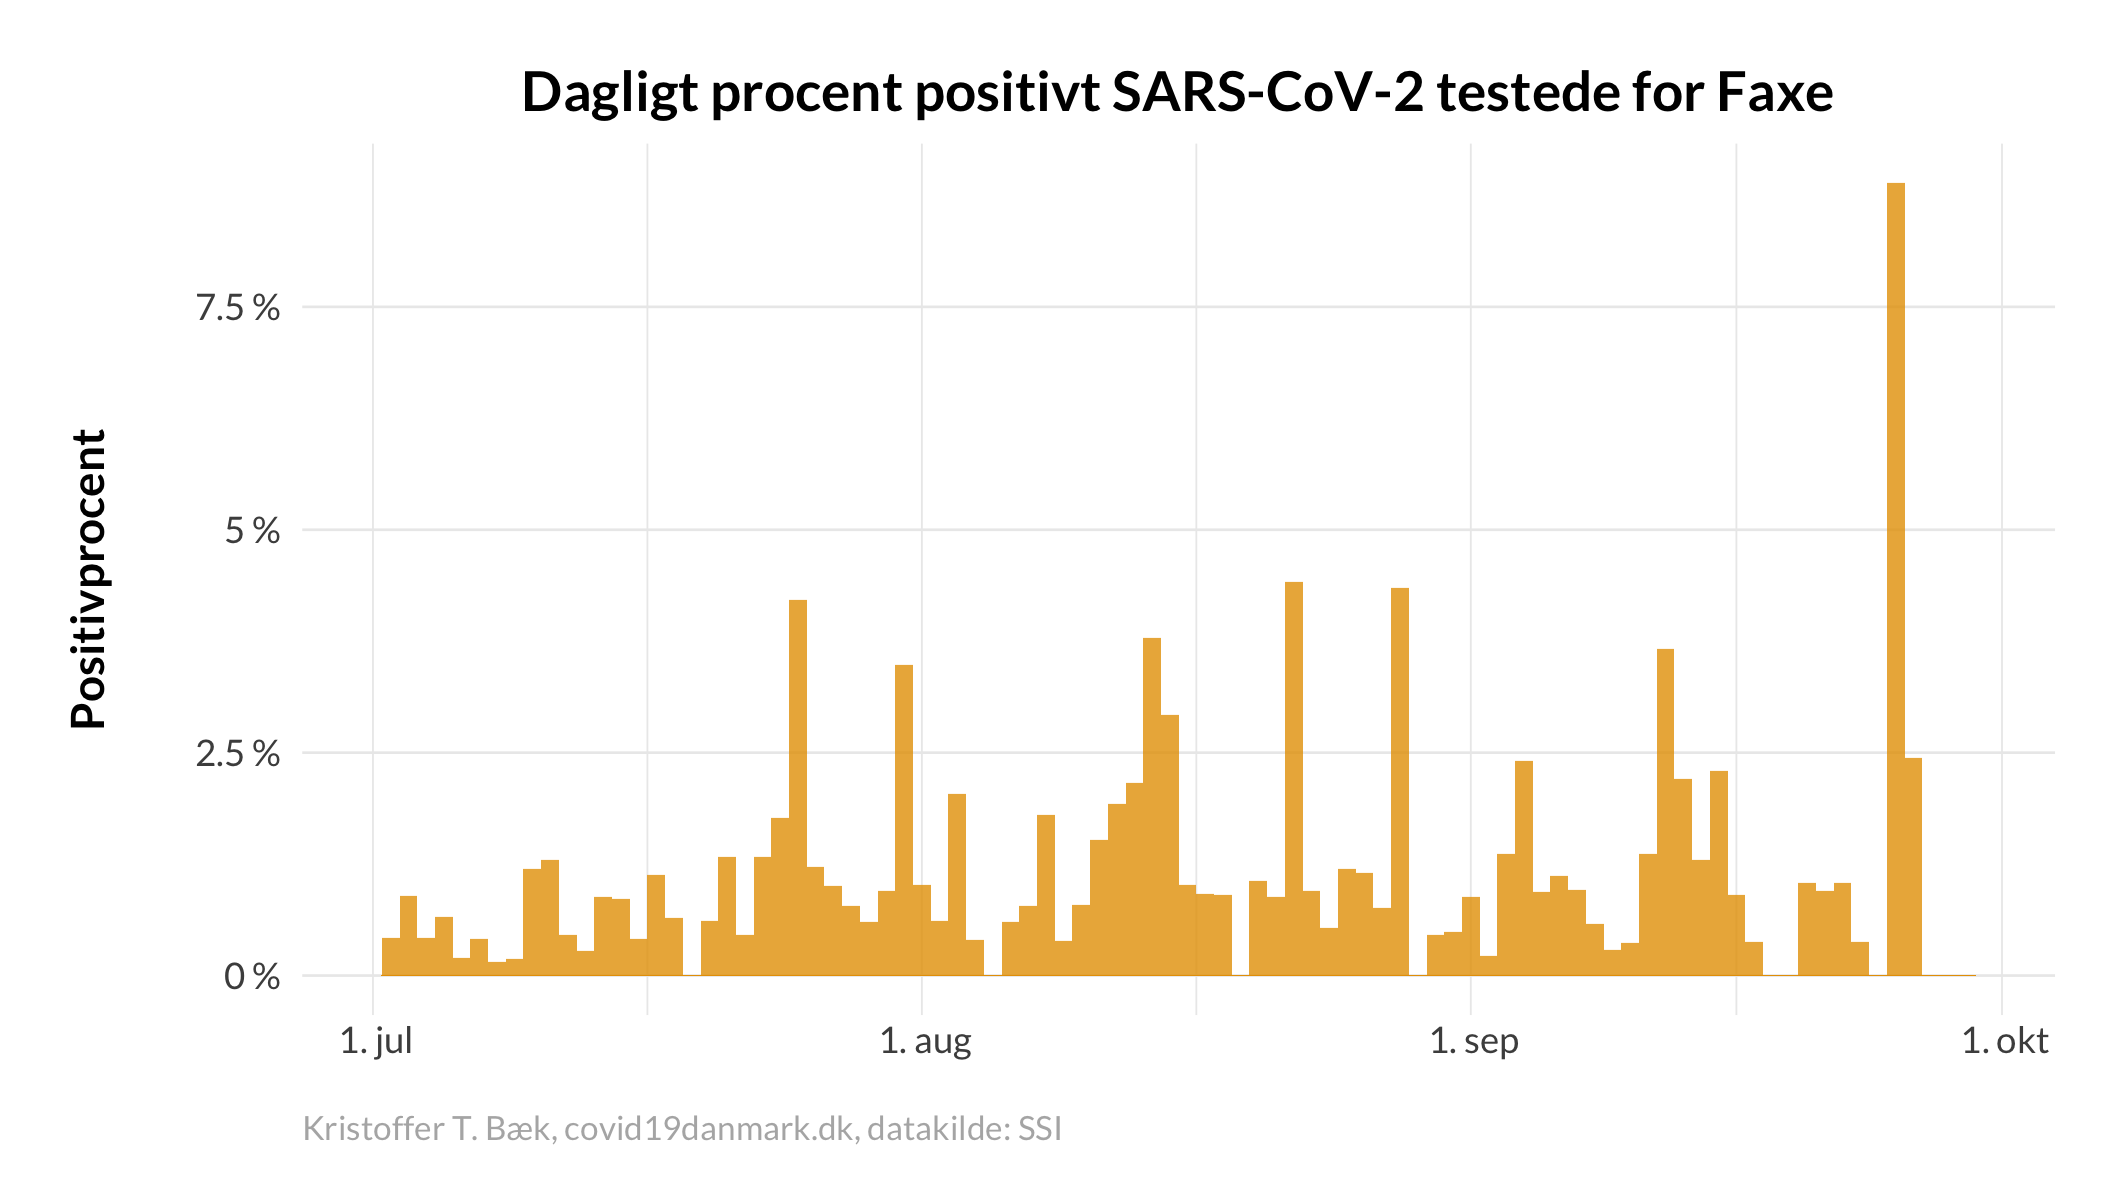 Dagligt procent positivt SARS-CoV-2 testede for Faxe
Positivprocent
7.5 %
5 %
2.5 %
0 %
1. jul
1. aug
1. sep
1. okt
Kristoffer T. Bæk, covid19danmark.dk, datakilde: SSI